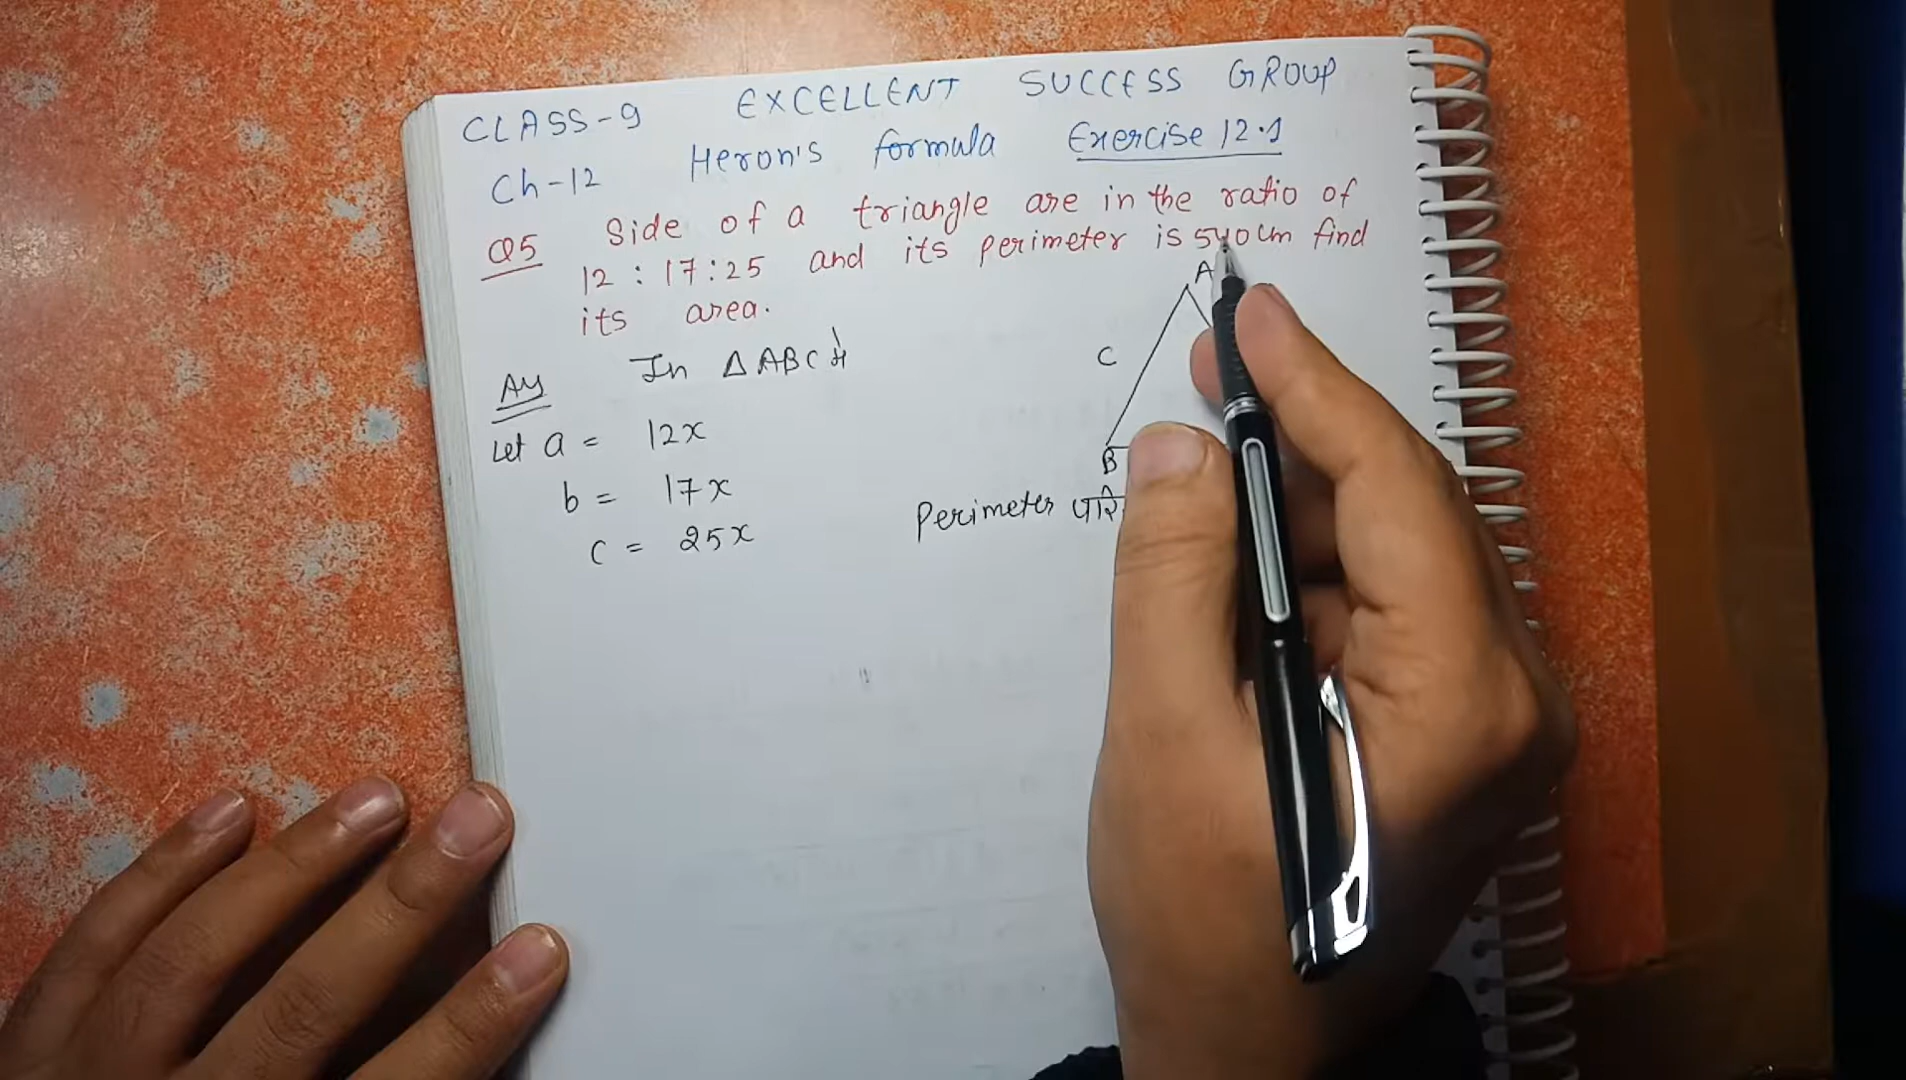 CLASS-9 EXCELLENT SUCCESS GROUP
Ch-12 Heron's formula Exercise 12.1
Q5 Side of a triangle are in the ratio of
12 : 17 : 25 and its perimeter is 540cm find
its area.
A
In Δ ABC में
C
Let a = 12x
B
b = 17x
Perimeter
c = 25x